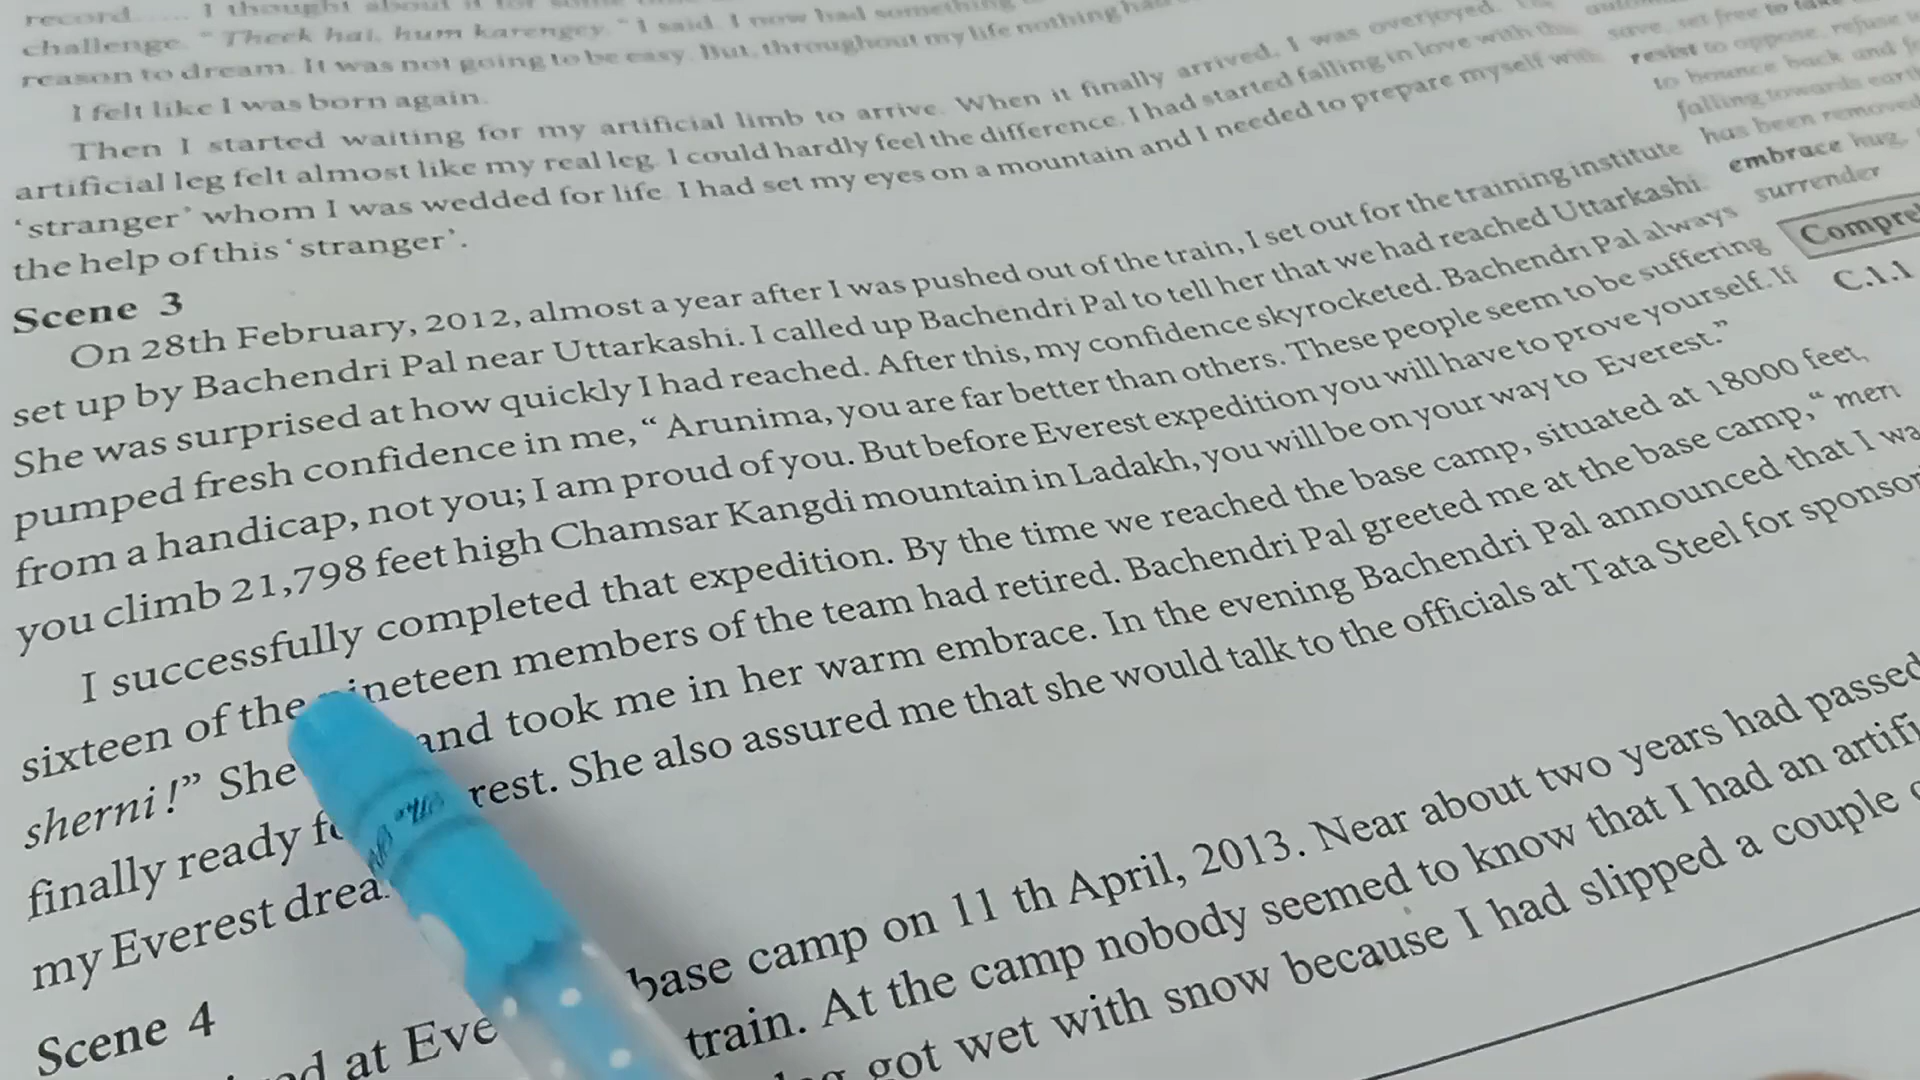 record...... I thought about it for some
challenge. "Theek hai, hum karengey." I said. I now had something
reason to dream. It was not going to be easy. But, throughout my life nothing had
I felt like I was born again.
Then I started waiting for my artificial limb to arrive. When it finally arrived, I was overjoyed.
artificial leg felt almost like my real leg. I could hardly feel the difference. I had started falling in love with the
'stranger' whom I was wedded for life. I had set my eyes on a mountain and I needed to prepare myself with
the help of this 'stranger'.
Scene 3
On 28th February, 2012, almost a year after I was pushed out of the train, I set out for the training institute
set up by Bachendri Pal near Uttarkashi. I called up Bachendri Pal to tell her that we had reached Uttarkashi.
She was surprised at how quickly I had reached. After this, my confidence skyrocketed. Bachendri Pal always
pumped fresh confidence in me, “ Arunima, you are far better than others. These people seem to be suffering
from a handicap, not you; I am proud of you. But before Everest expedition you will have to prove yourself. If
you climb 21,798 feet high Chamsar Kangdi mountain in Ladakh, you will be on your way to Everest.”
I successfully completed that expedition. By the time we reached the base camp, situated at 18000 feet,
sixteen of the nineteen members of the team had retired. Bachendri Pal greeted me at the base camp,“ meri
sherni !” She and took me in her warm embrace. In the evening Bachendri Pal announced that I wa
finally ready fo rest. She also assured me that she would talk to the officials at Tata Steel for sponsor
my Everest drea
Scene 4
at Eve base camp on 11 th April, 2013. Near about two years had passed
train. At the camp nobody seemed to know that I had an artifi
got wet with snow because I had slipped a couple
save, set free to take
resist to oppose, refuse
to bounce back and
falling towards earth
has been removed
embrace hug,
surrender
Compre
C.1.1